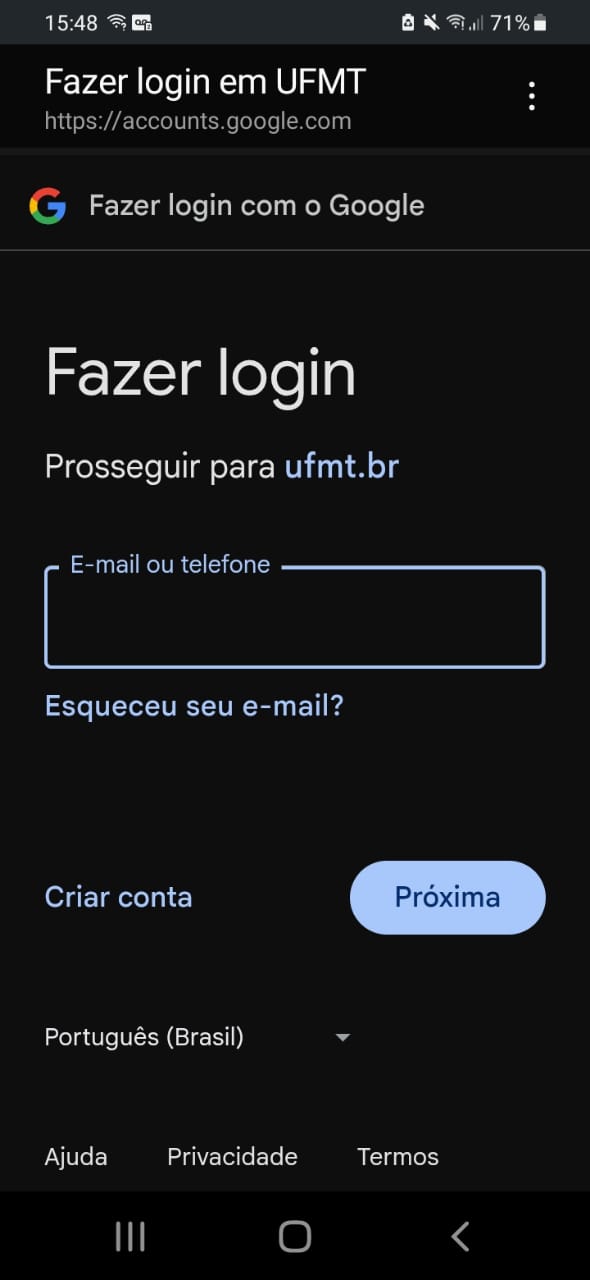 15:48 71%
Fazer login em UFMT
https://accounts.google.com
Fazer login com o Google
Fazer login
Prosseguir para ufmt.br
E-mail ou telefone
Esqueceu seu e-mail?
Criar conta Próxima
Português (Brasil)
Ajuda Privacidade Termos